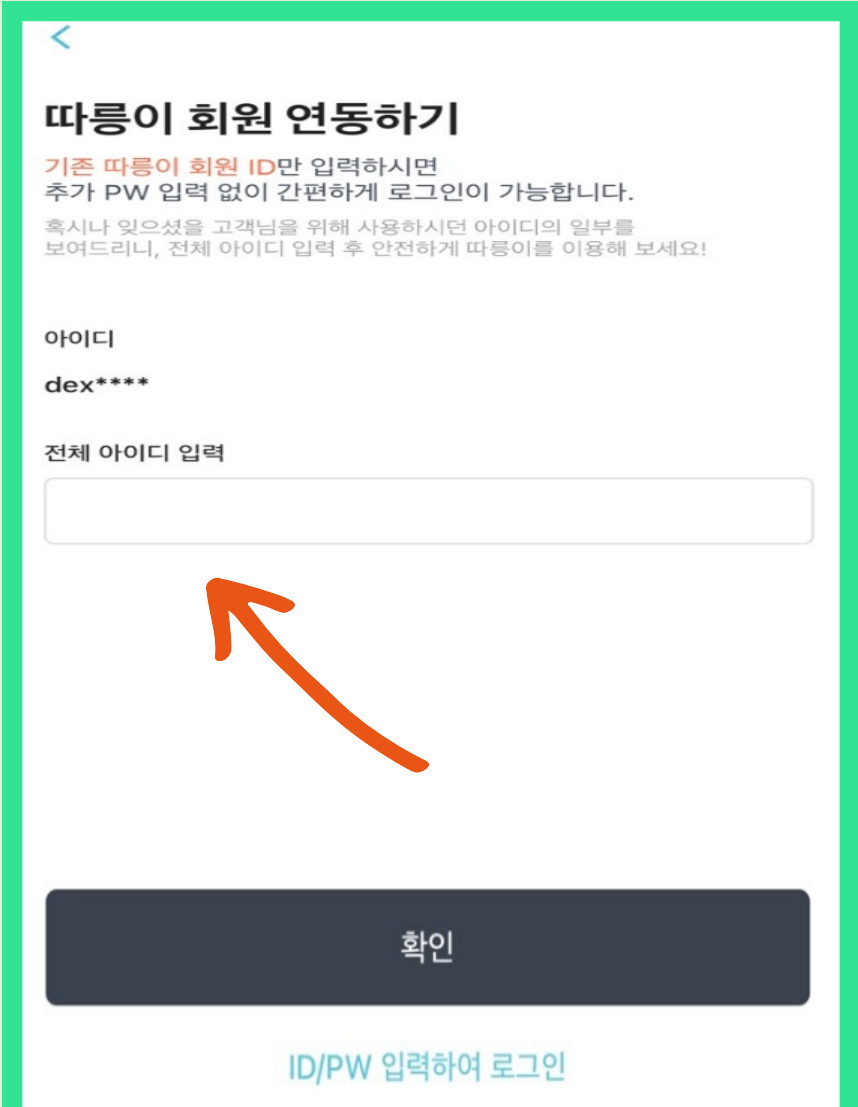 따릉이 회원 연동하기
기존 따릉이 회원 ID만 입력하시면
추가 PW 입력 없이 간편하게 로그인이 가능합니다.
혹시나 잊으셨을 고객님을 위해 사용하시던 아이디의 일부를
보여드리니, 전체 아이디 입력 후 안전하게 따릉이를 이용해 보세요!
아이디
dex****
전체 아이디 입력
확인
ID/PW 입력하여 로그인